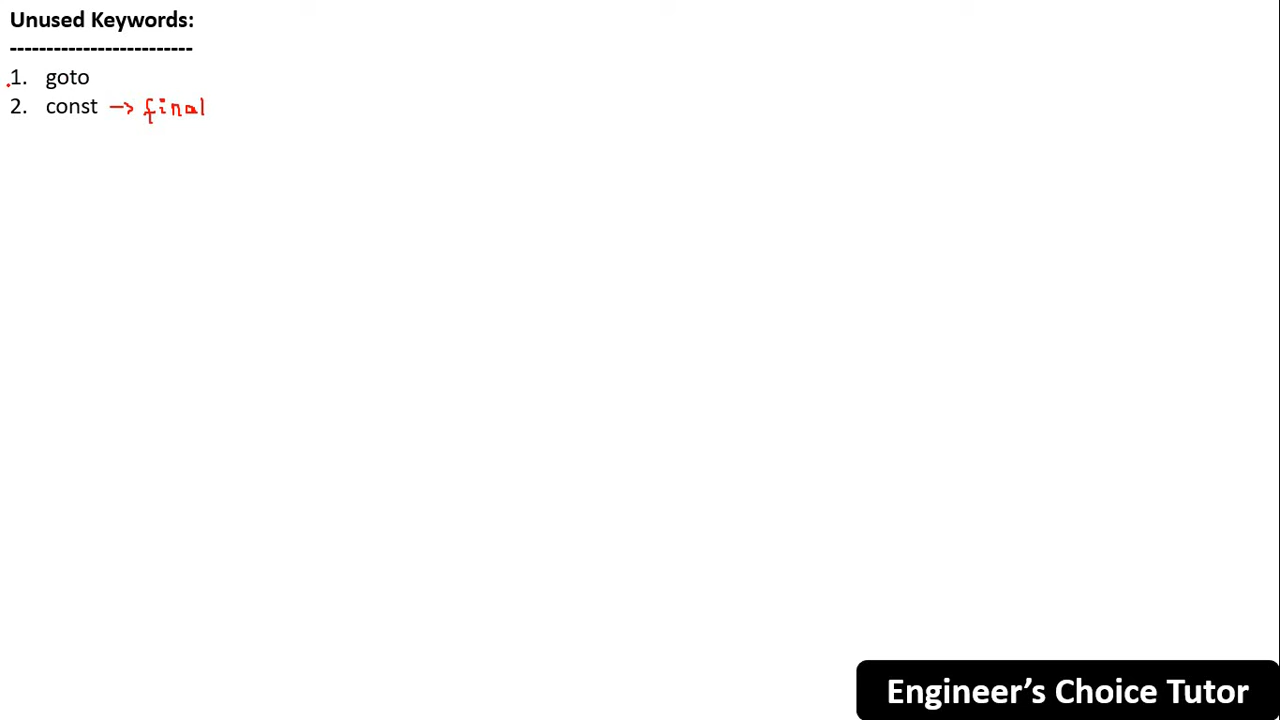 Unused Keywords:
-------------------------
1. goto
2. const -> final
Engineer’s Choice Tutor